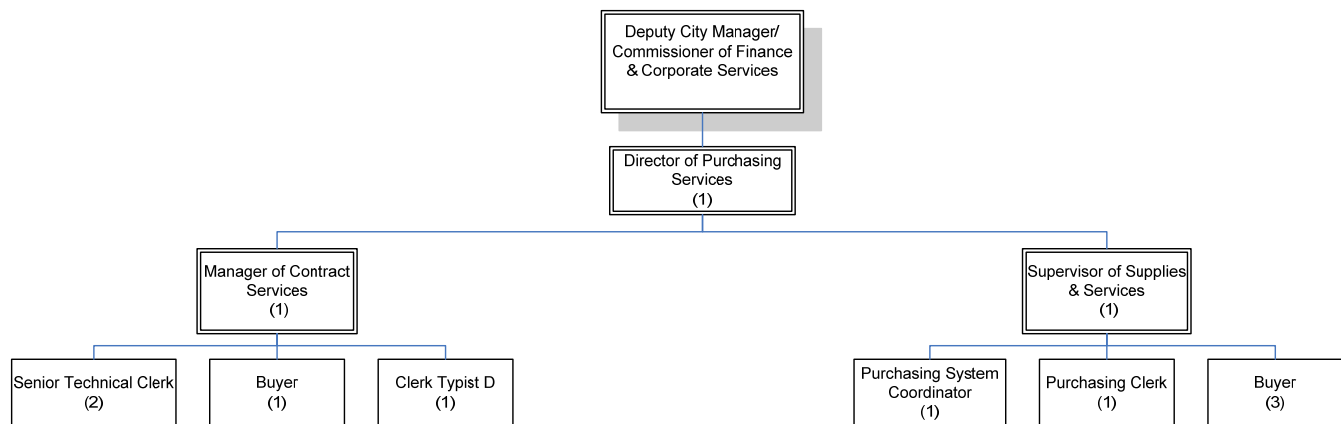 Deputy City Manager/
Commissioner of Finance
& Corporate Services
Director of Purchasing
Services
(1)
Manager of Contract
Services
(1)
Supervisor of Supplies
& Services
(1)
Senior Technical Clerk
(2)
Buyer
(1)
Clerk Typist D
(1)
Purchasing System
Coordinator
(1)
Purchasing Clerk
(1)
Buyer
(3)